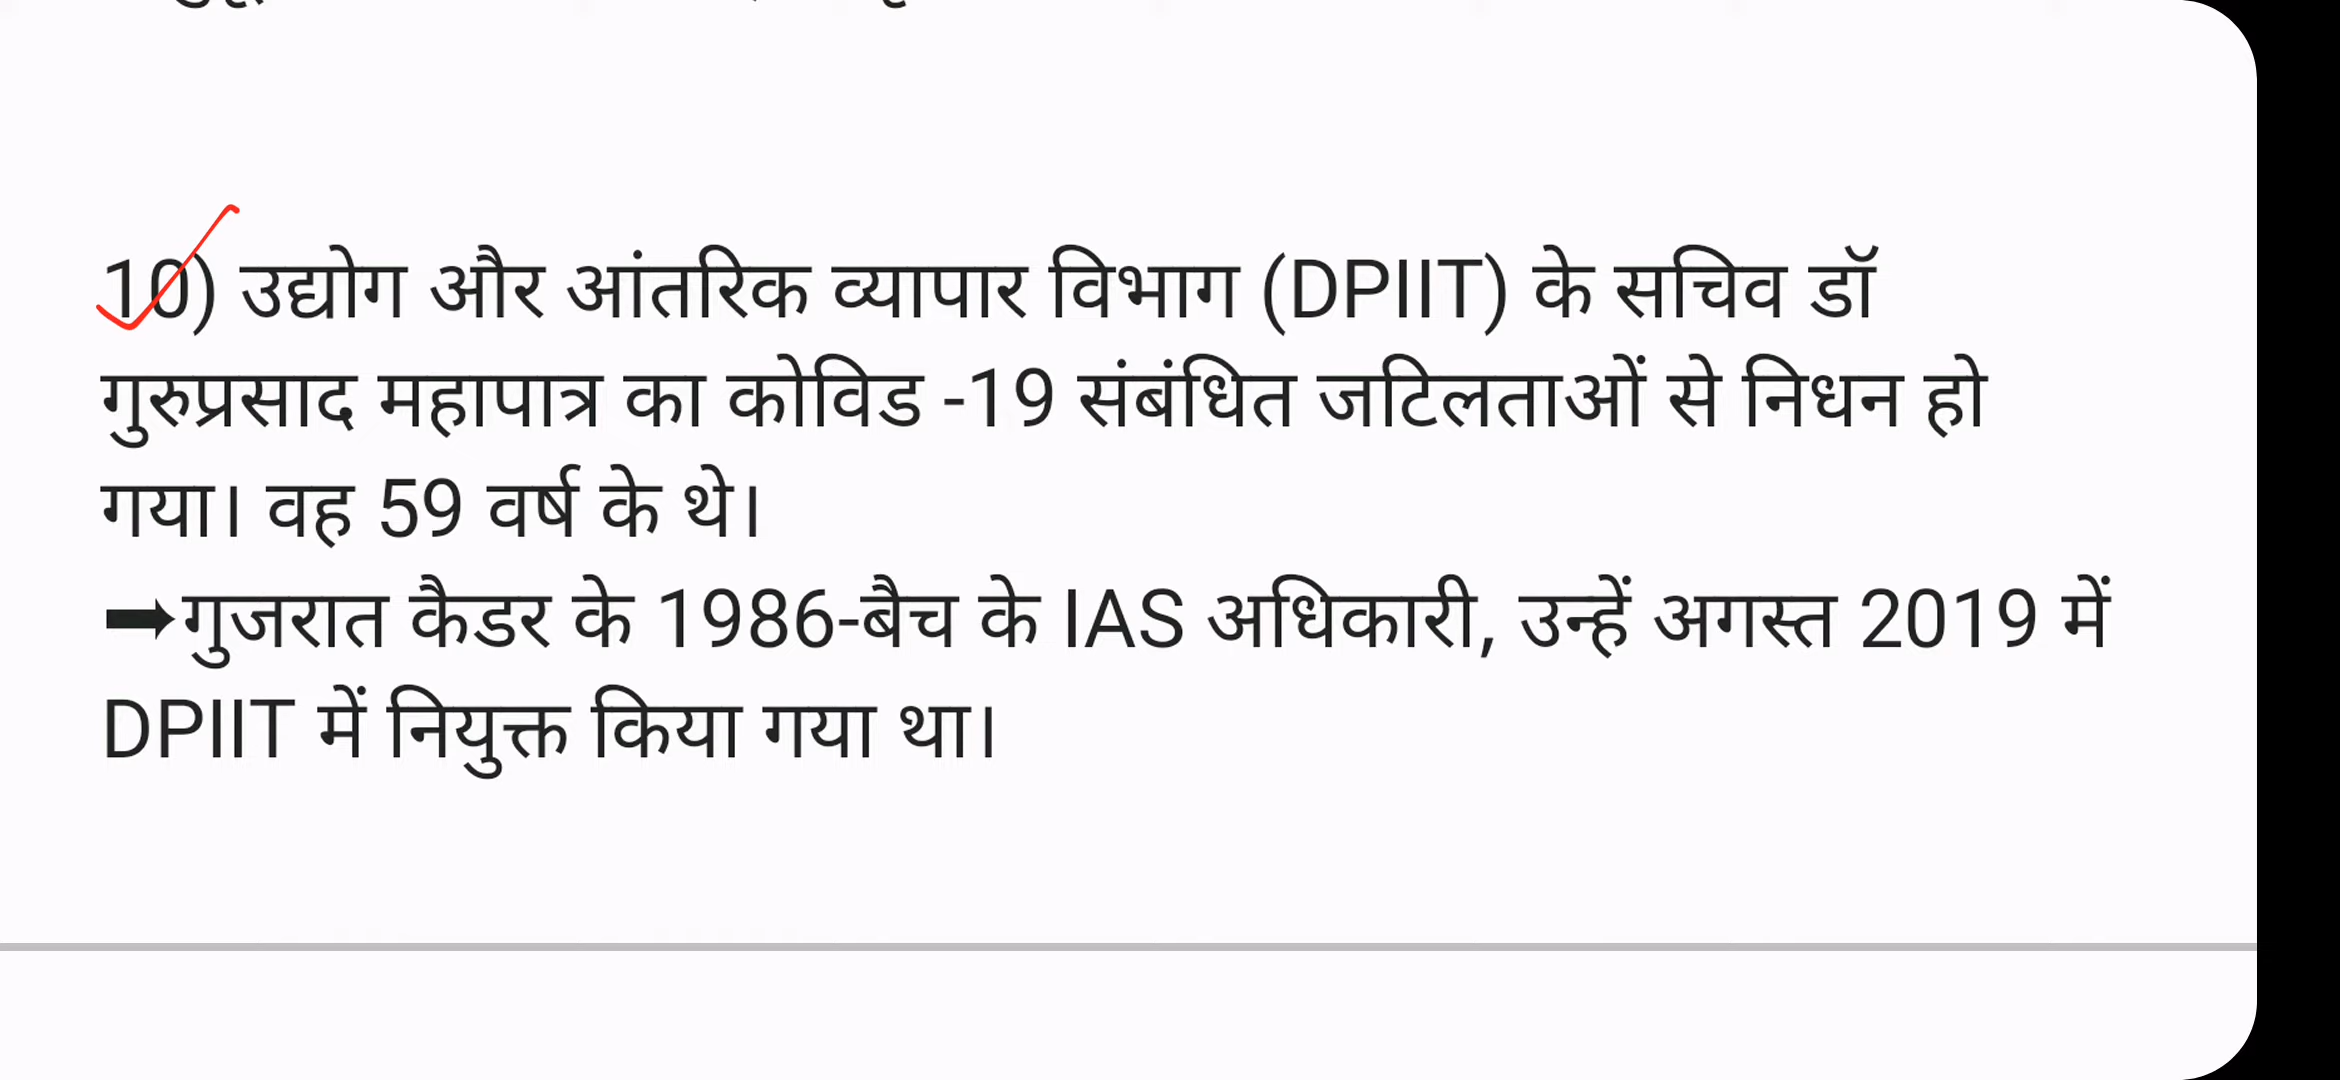 10) उद्योग और आंतरिक व्यापार विभाग (DPIIT) के सचिव डॉ
गुरुप्रसाद महापात्र का कोविड -19 संबंधित जटिलताओं से निधन हो
गया। वह 59 वर्ष के थे।
➡गुजरात कैडर के 1986-बैच के IAS अधिकारी, उन्हें अगस्त 2019 में
DPIIT में नियुक्त किया गया था।